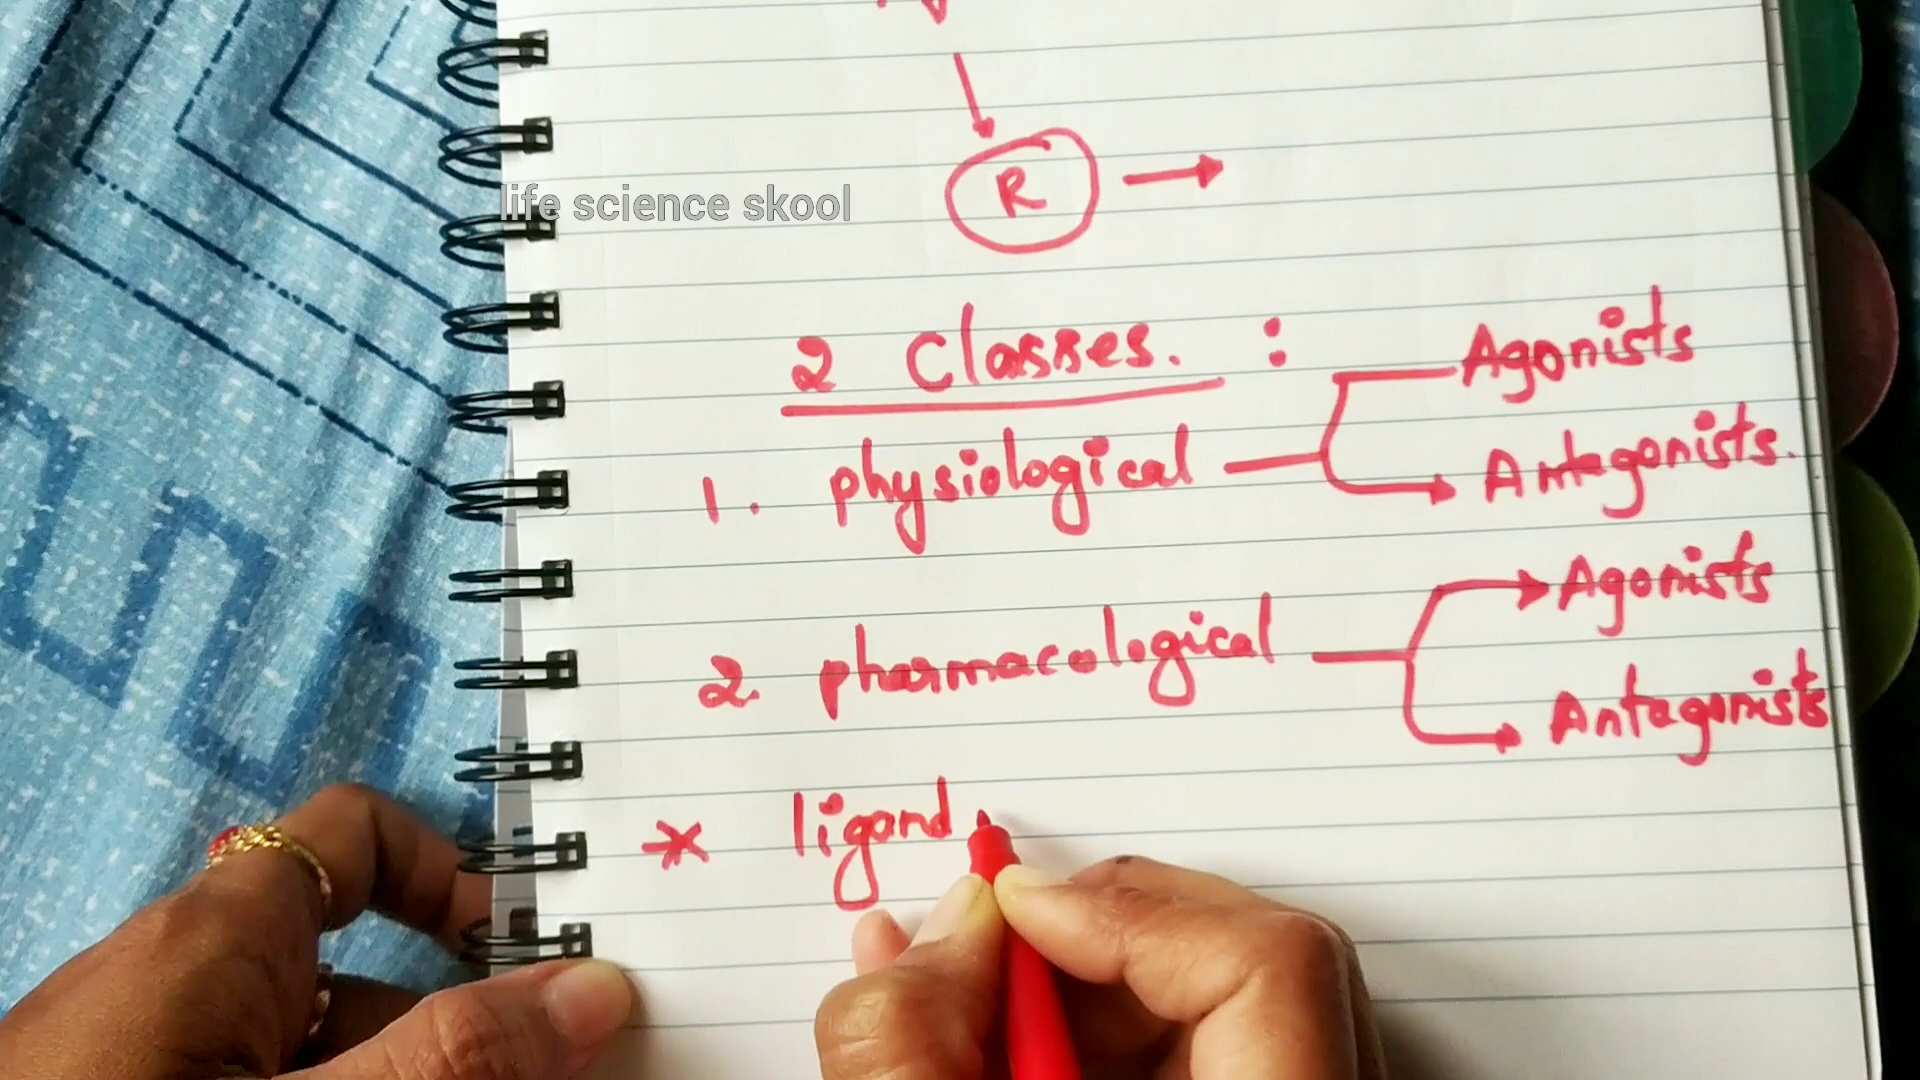 R
life science skool
2 Classes. :
Agonists
1. physiological
Antagonists.
Agonists
2. pharmacological
Antagonists
* ligand